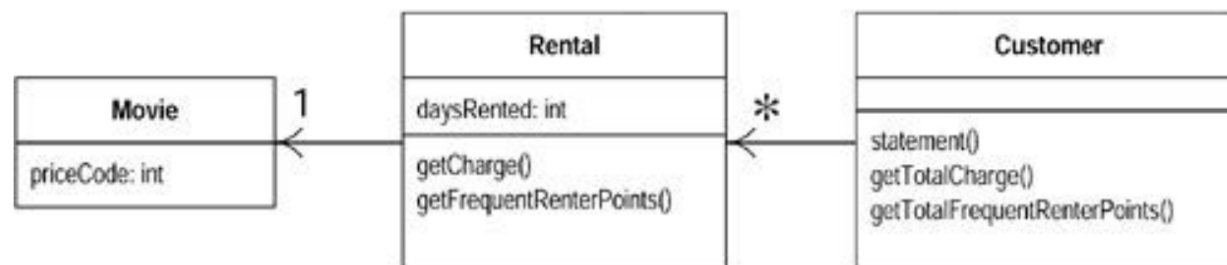 Movie
priceCode: int
1
Rental
daysRented: int
getCharge()
getFrequentRenterPoints()
*
Customer
statement()
getTotalCharge()
getTotalFrequentRenterPoints()